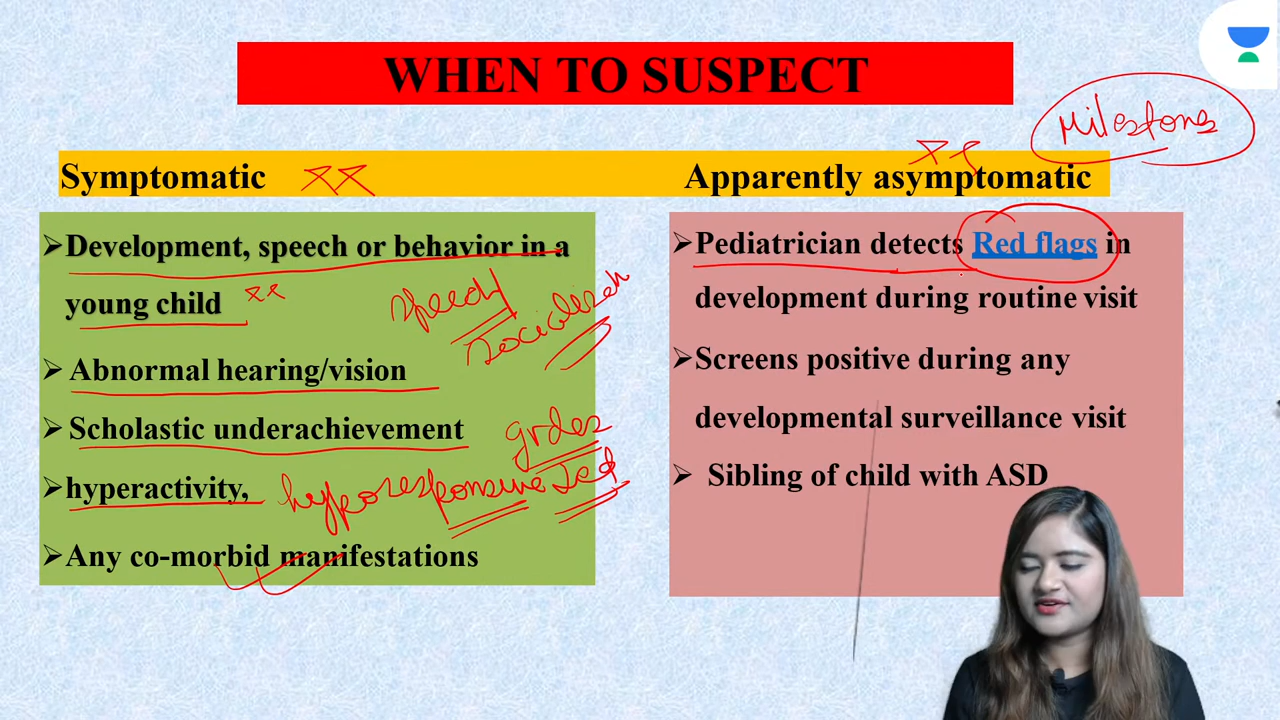 WHEN TO SUSPECT
Milestones
Symptomatic
Apparently asymptomatic
➢Development, speech or behavior in a
young child
speech
➢ Abnormal hearing/vision
➢ Scholastic underachievement
grdes
➢hyperactivity,
hyporesponsive
➢Any co-morbid manifestations
➢Pediatrician detects Red flags in
development during routine visit
➢Screens positive during any
developmental surveillance visit
➢ Sibling of child with ASD